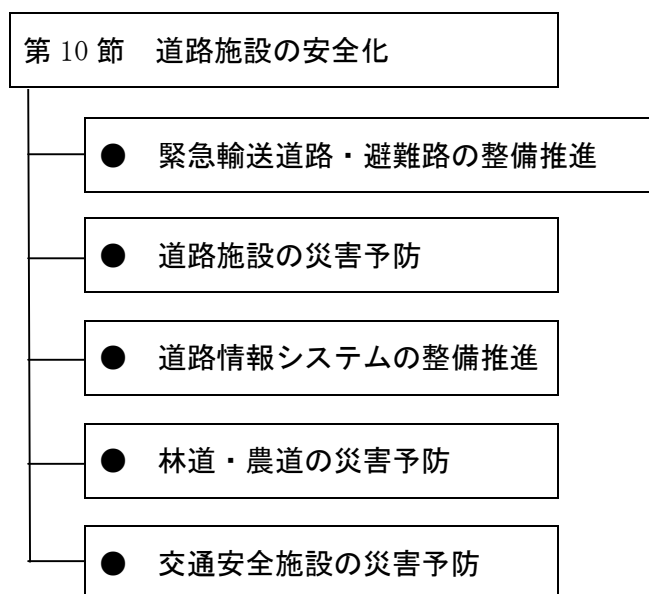 第 10 節　道路施設の安全化
●　緊急輸送道路・避難路の整備推進
●　道路施設の災害予防
●　道路情報システムの整備推進
●　林道・農道の災害予防
●　交通安全施設の災害予防